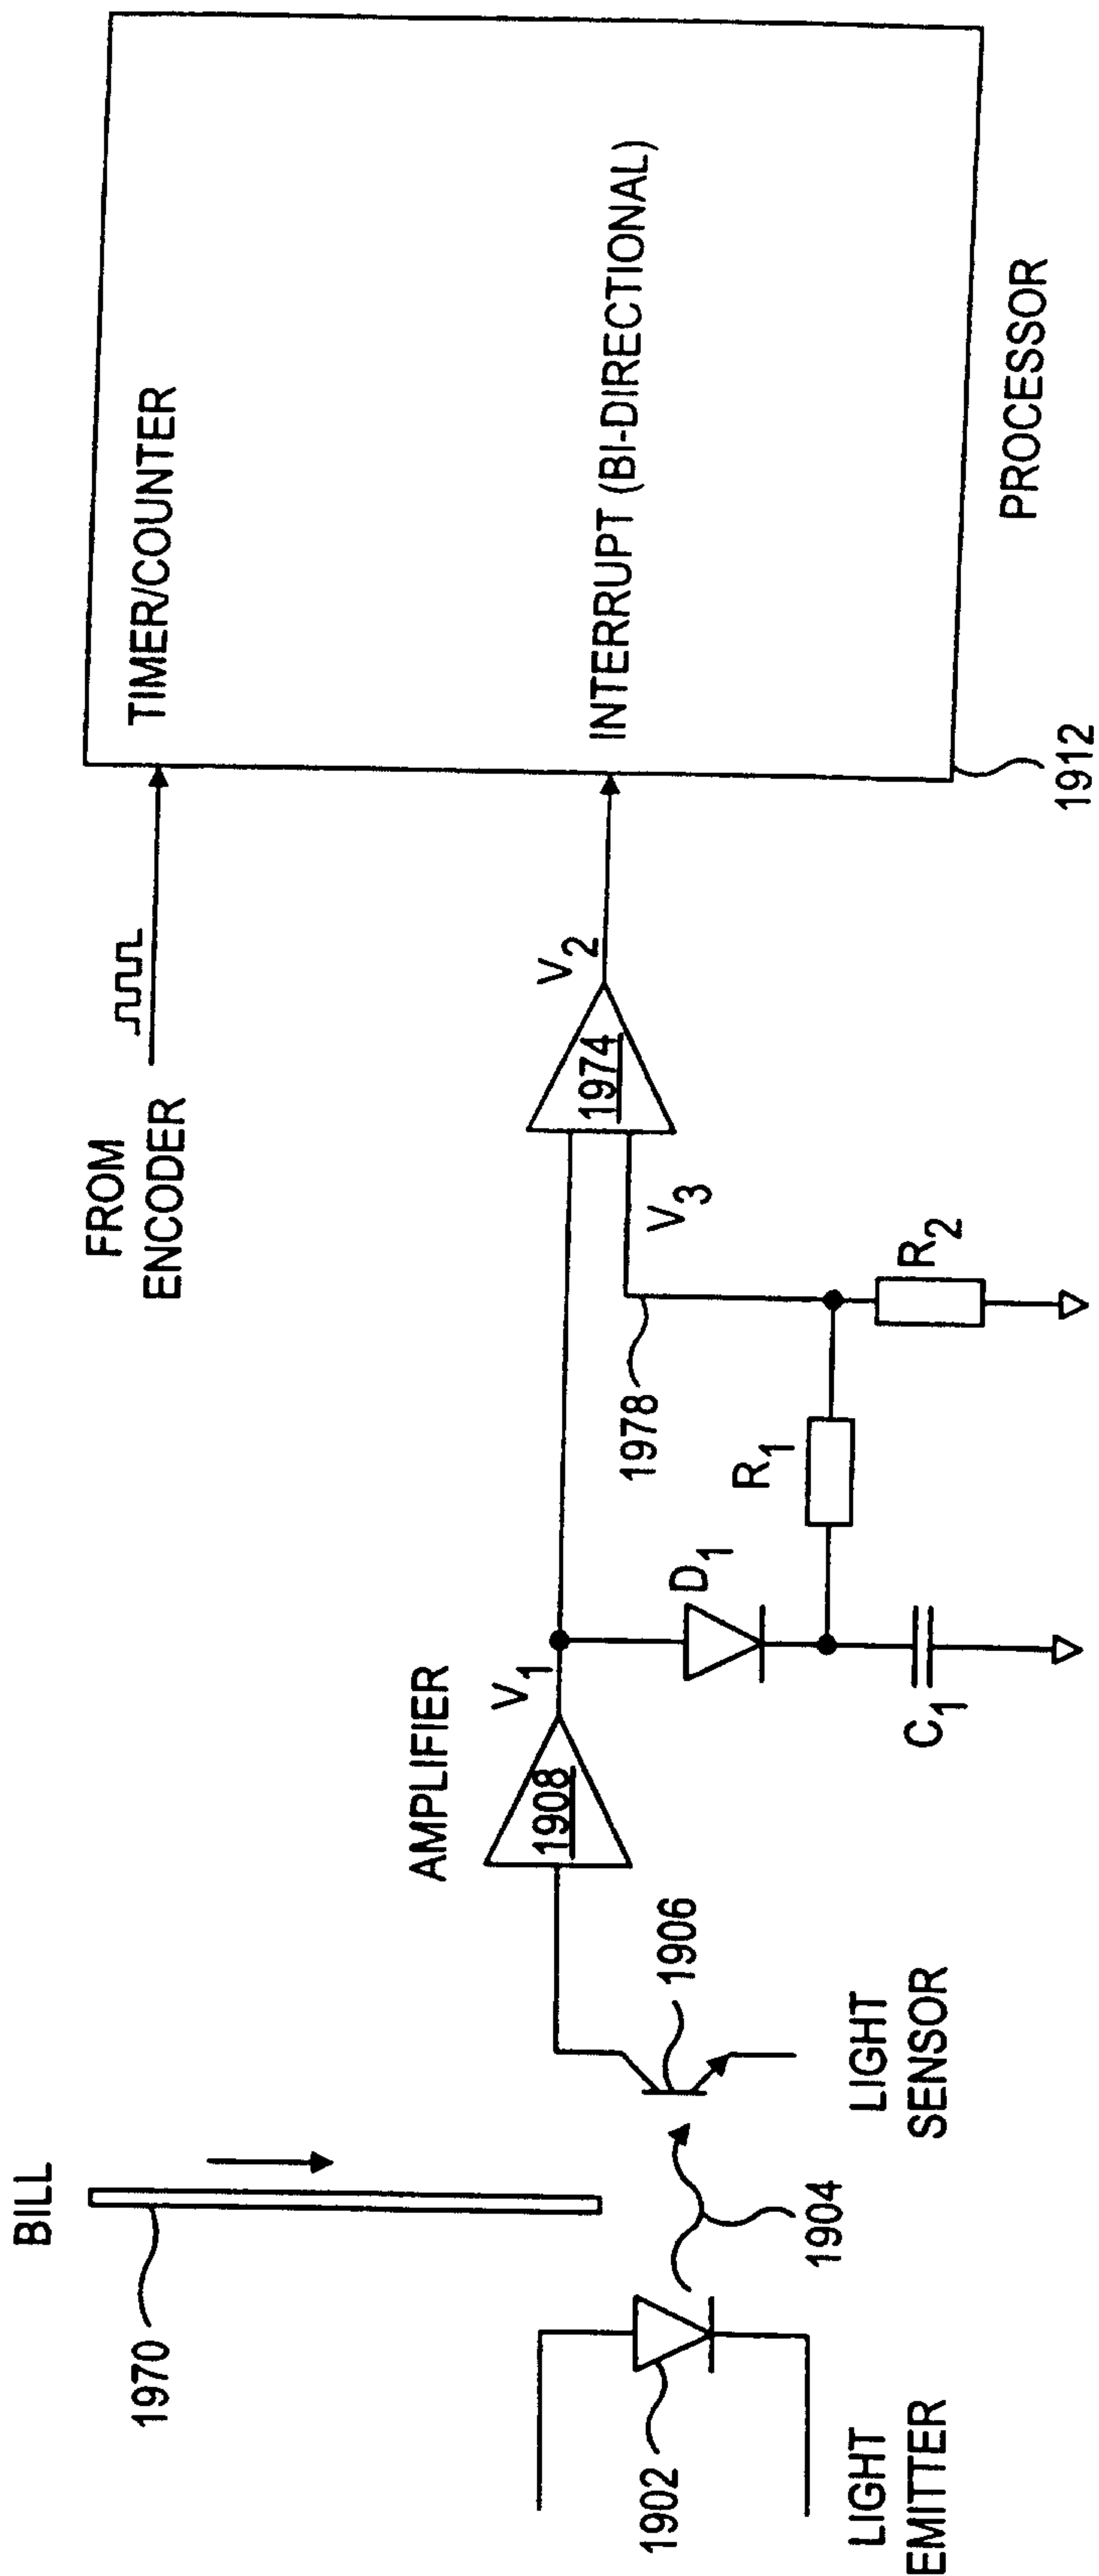 BILL
1970
1902
LIGHT
EMITTER
1904
1906
LIGHT
SENSOR
AMPLIFIER
1908
V1
D1
C1
R1
R2
1978
V3
1974
V2
FROM
ENCODER
TIMER/COUNTER
INTERRUPT (BI-DIRECTIONAL)
PROCESSOR
1912